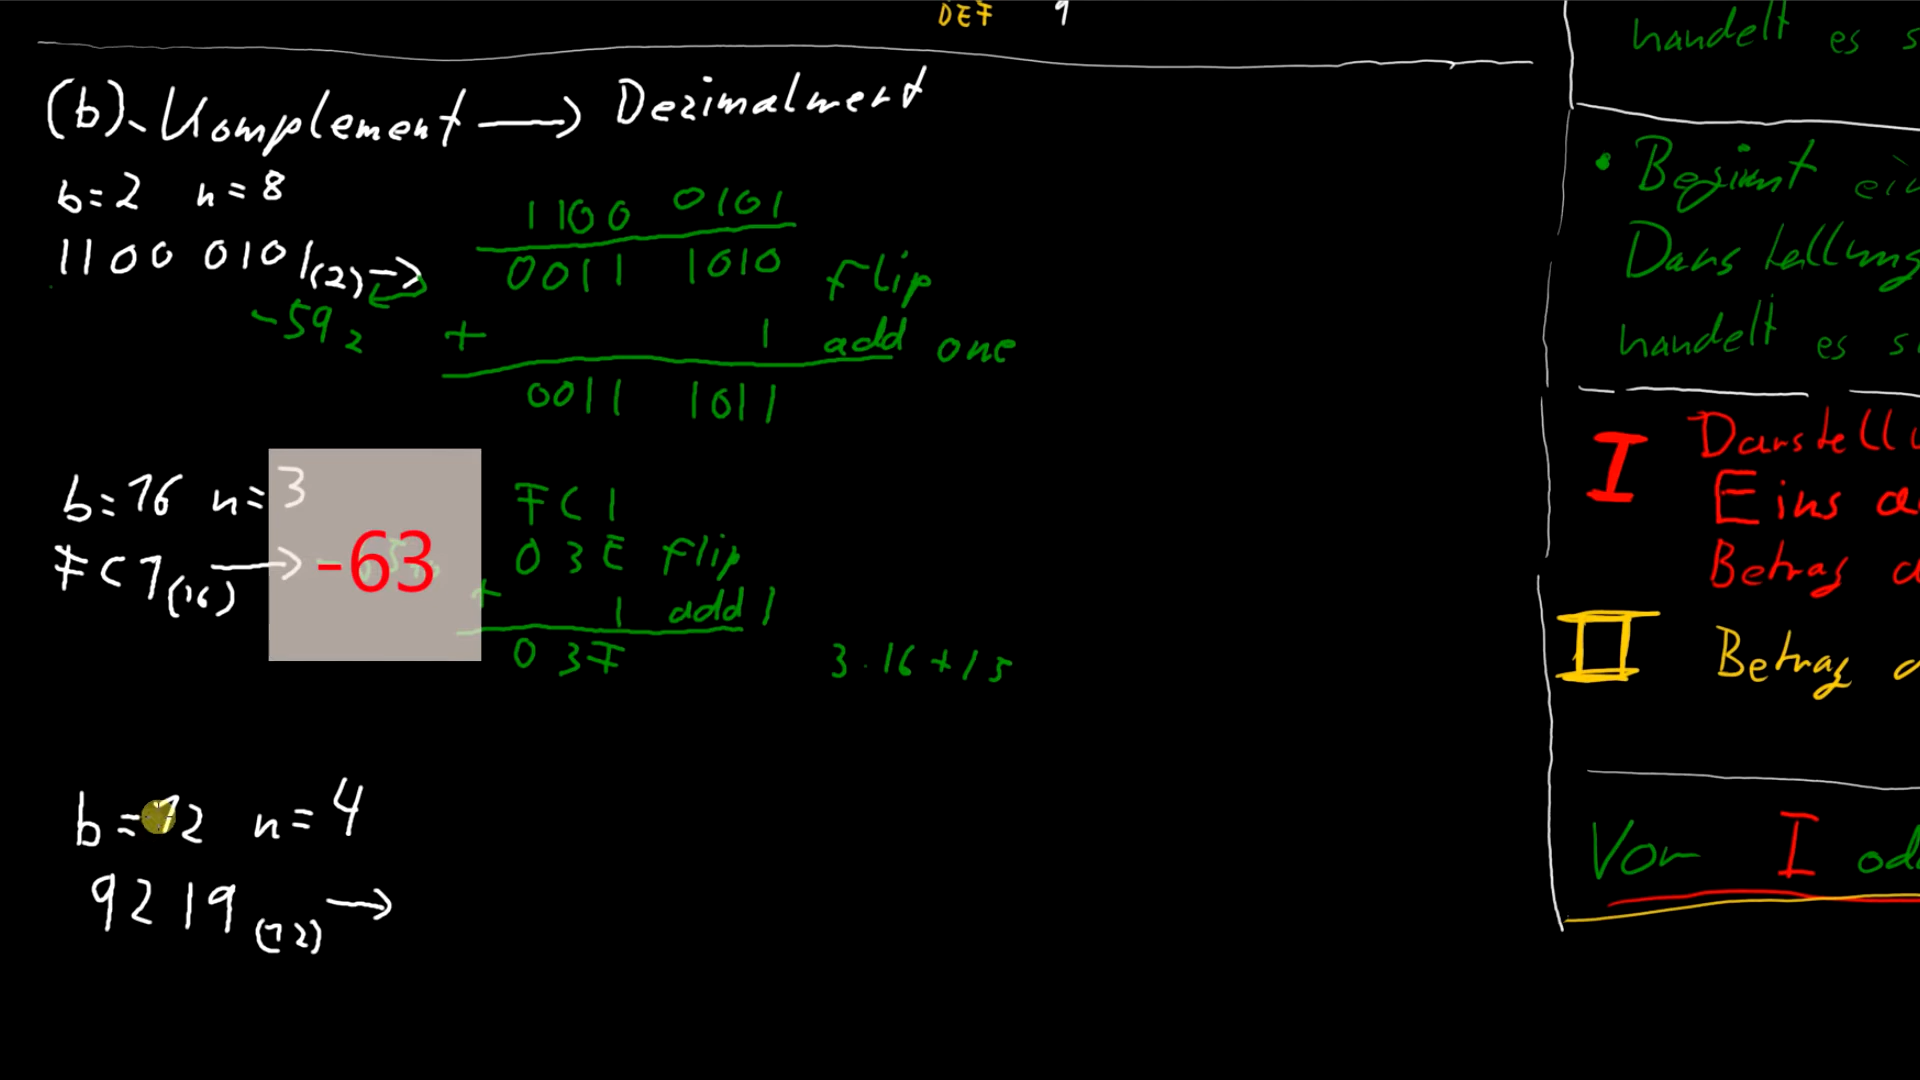 DEF 9
(b)-Komplement → Dezimalwert
b=2 n=8
1100 0101(2) →
-59 2
1100 0101
0011 1010 flip
+ 1 add one
0011 1011
b=16 n=3
FC1(16) → -63
FC1
03E flip
+ 1 add 1
03F
3·16+15
b=12 n=4
9219(12) →
handelt es s
• Beginnt ein
Darstellung
handelt es s
I Darstell
Eins a
Betrag d
II Betrag d
Vor I od